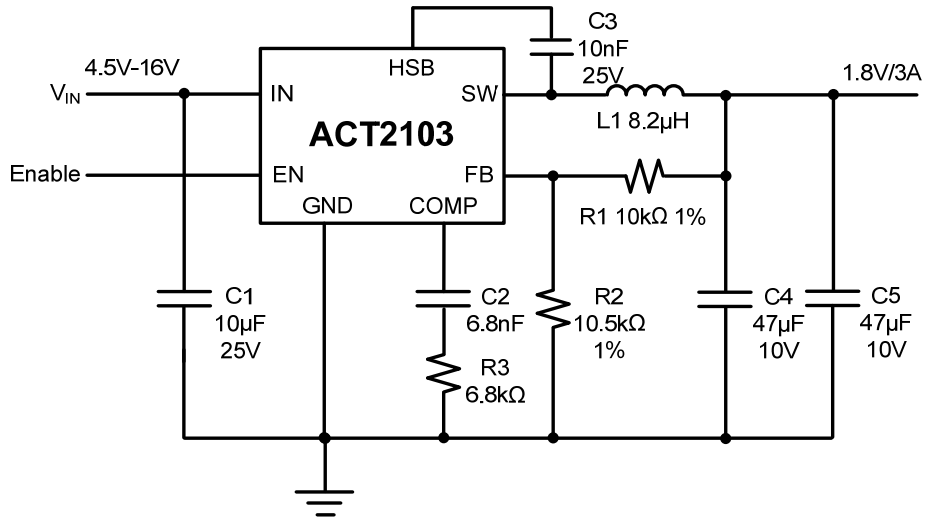 C3
10nF
25V
4.5V-16V
HSB
1.8V/3A
VIN
IN
SW
L1 8.2μH
ACT2103
Enable
EN
FB
GND
COMP
R1 10kΩ 1%
C1
10μF
25V
C2
6.8nF
R2
10.5kΩ
1%
C4
47μF
10V
C5
47μF
10V
R3
6.8kΩ